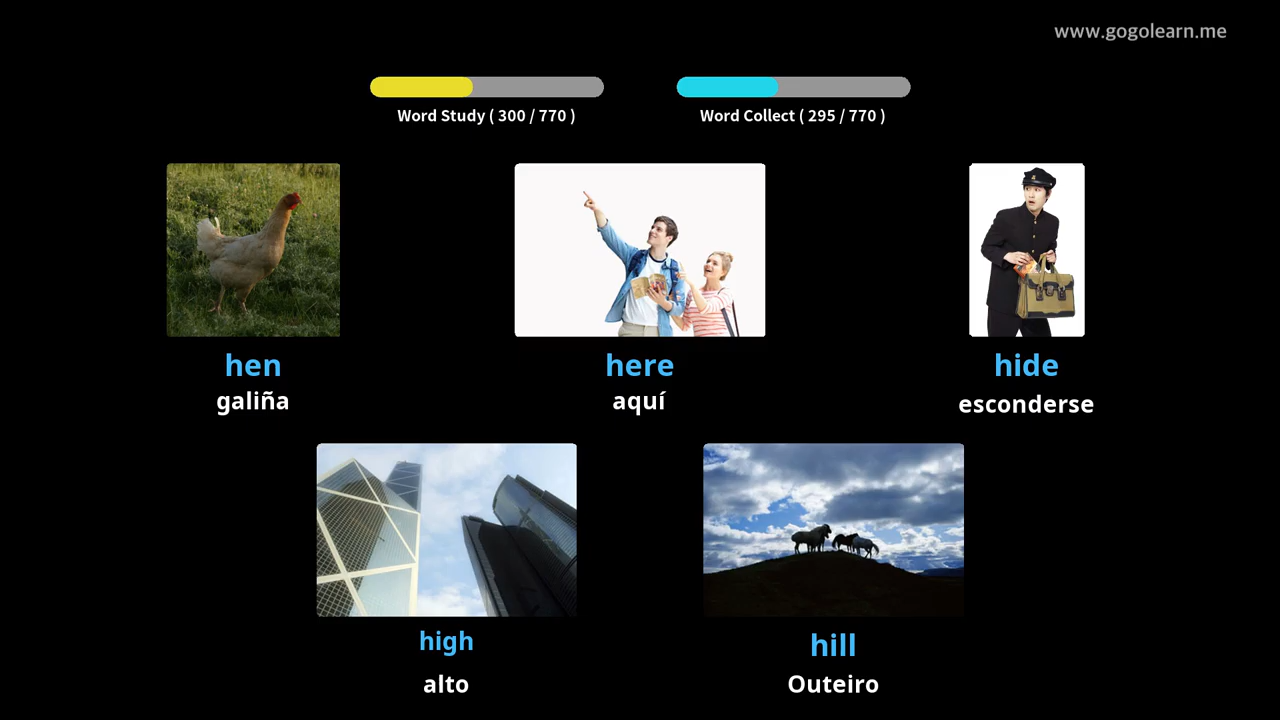 www.gogolearn.me
Word Study ( 300 / 770 )
Word Collect ( 295 / 770 )
hen
galiña
here
aquí
hide
esconderse
high
alto
hill
Outeiro